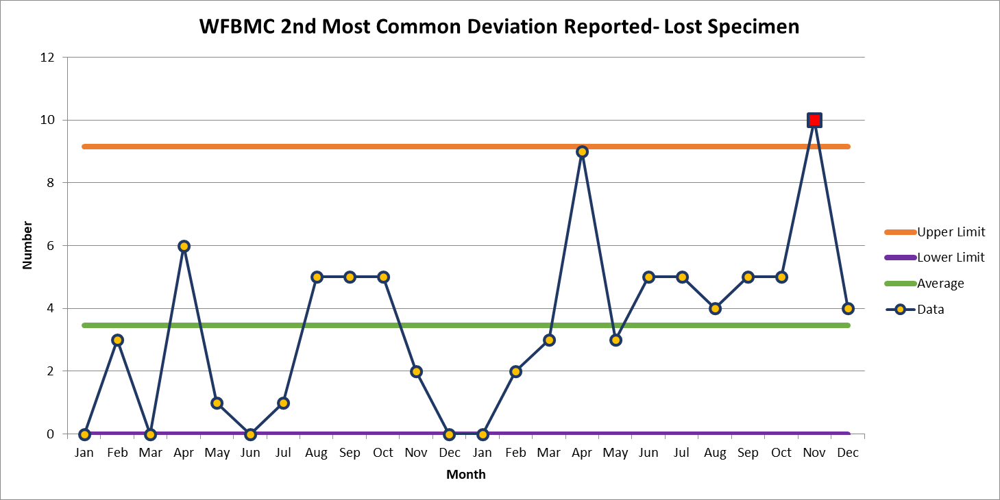 WFBMC 2nd Most Common Deviation Reported- Lost Specimen
12
10
8
6
4
2
0
Number
Jan Feb Mar Apr May Jun Jul Aug Sep Oct Nov Dec Jan Feb Mar Apr May Jun Jul Aug Sep Oct Nov Dec
Month
Upper Limit
Lower Limit
Average
Data